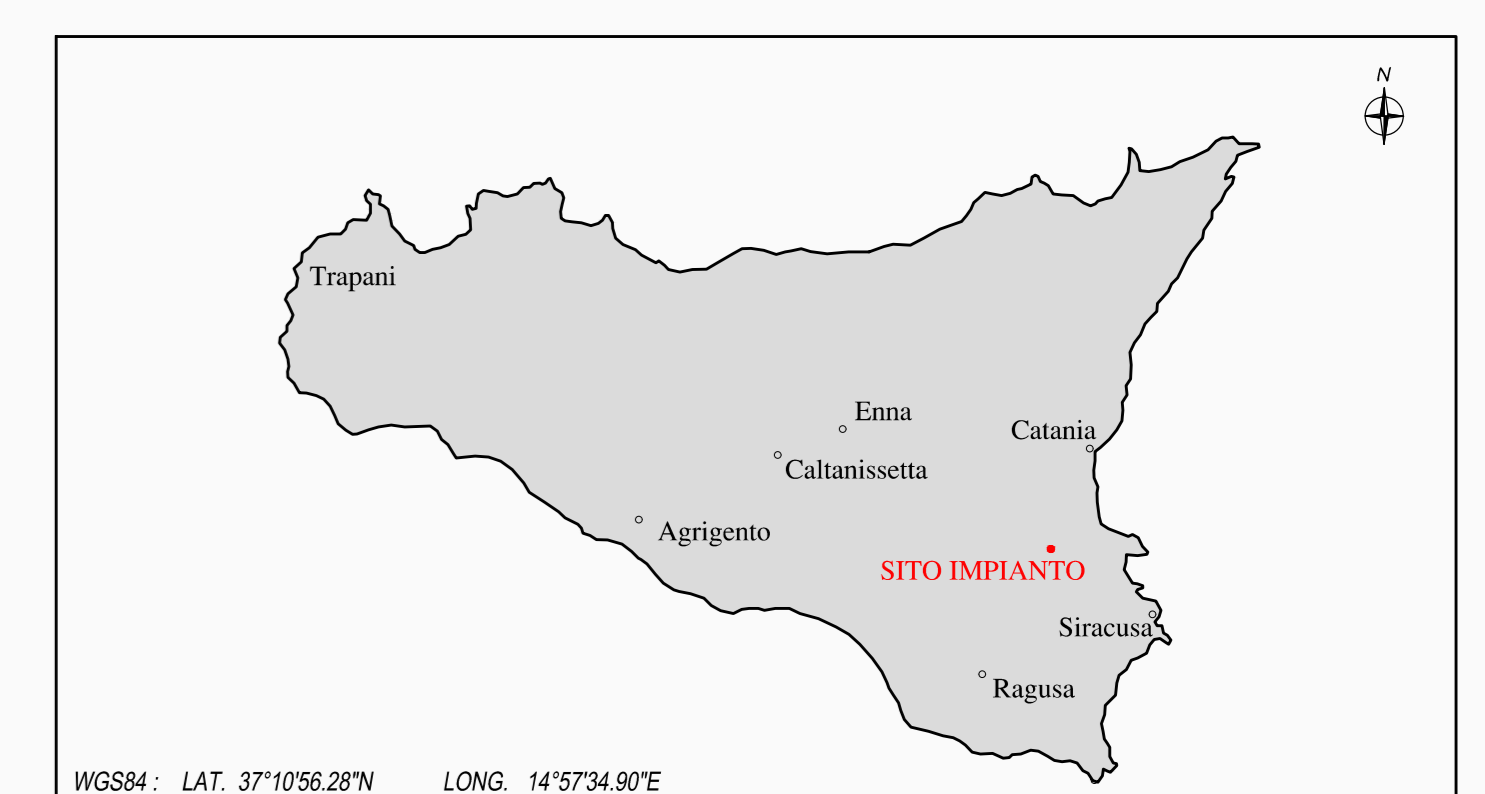 N
Trapani
Enna
Catania
Caltanissetta
Agrigento
SITO IMPIANTO
Siracusa
Ragusa
WGS84 : LAT. 37°10'56.28"N LONG. 14°57'34.90"E